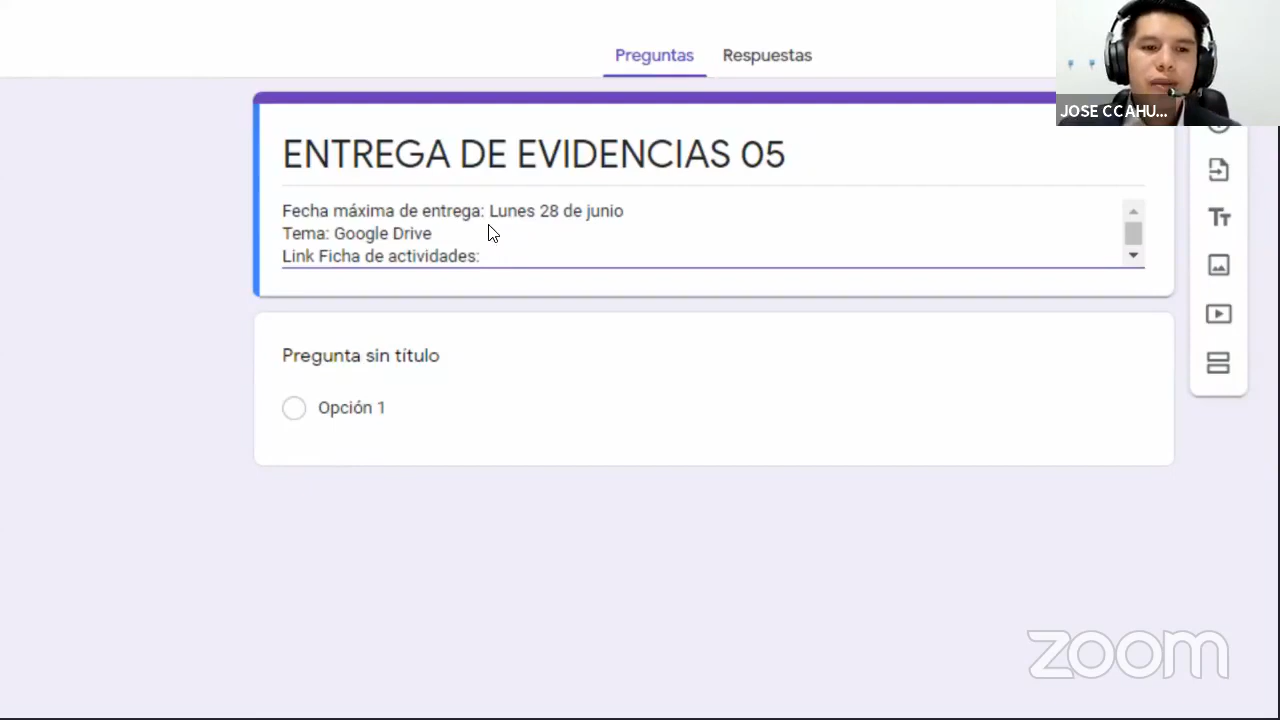 Preguntas Respuestas
JOSE CCAHU...
ENTREGA DE EVIDENCIAS 05
Fecha máxima de entrega: Lunes 28 de junio
Tema: Google Drive
Link Ficha de actividades:
Tт
Pregunta sin título
Opción 1
zoom